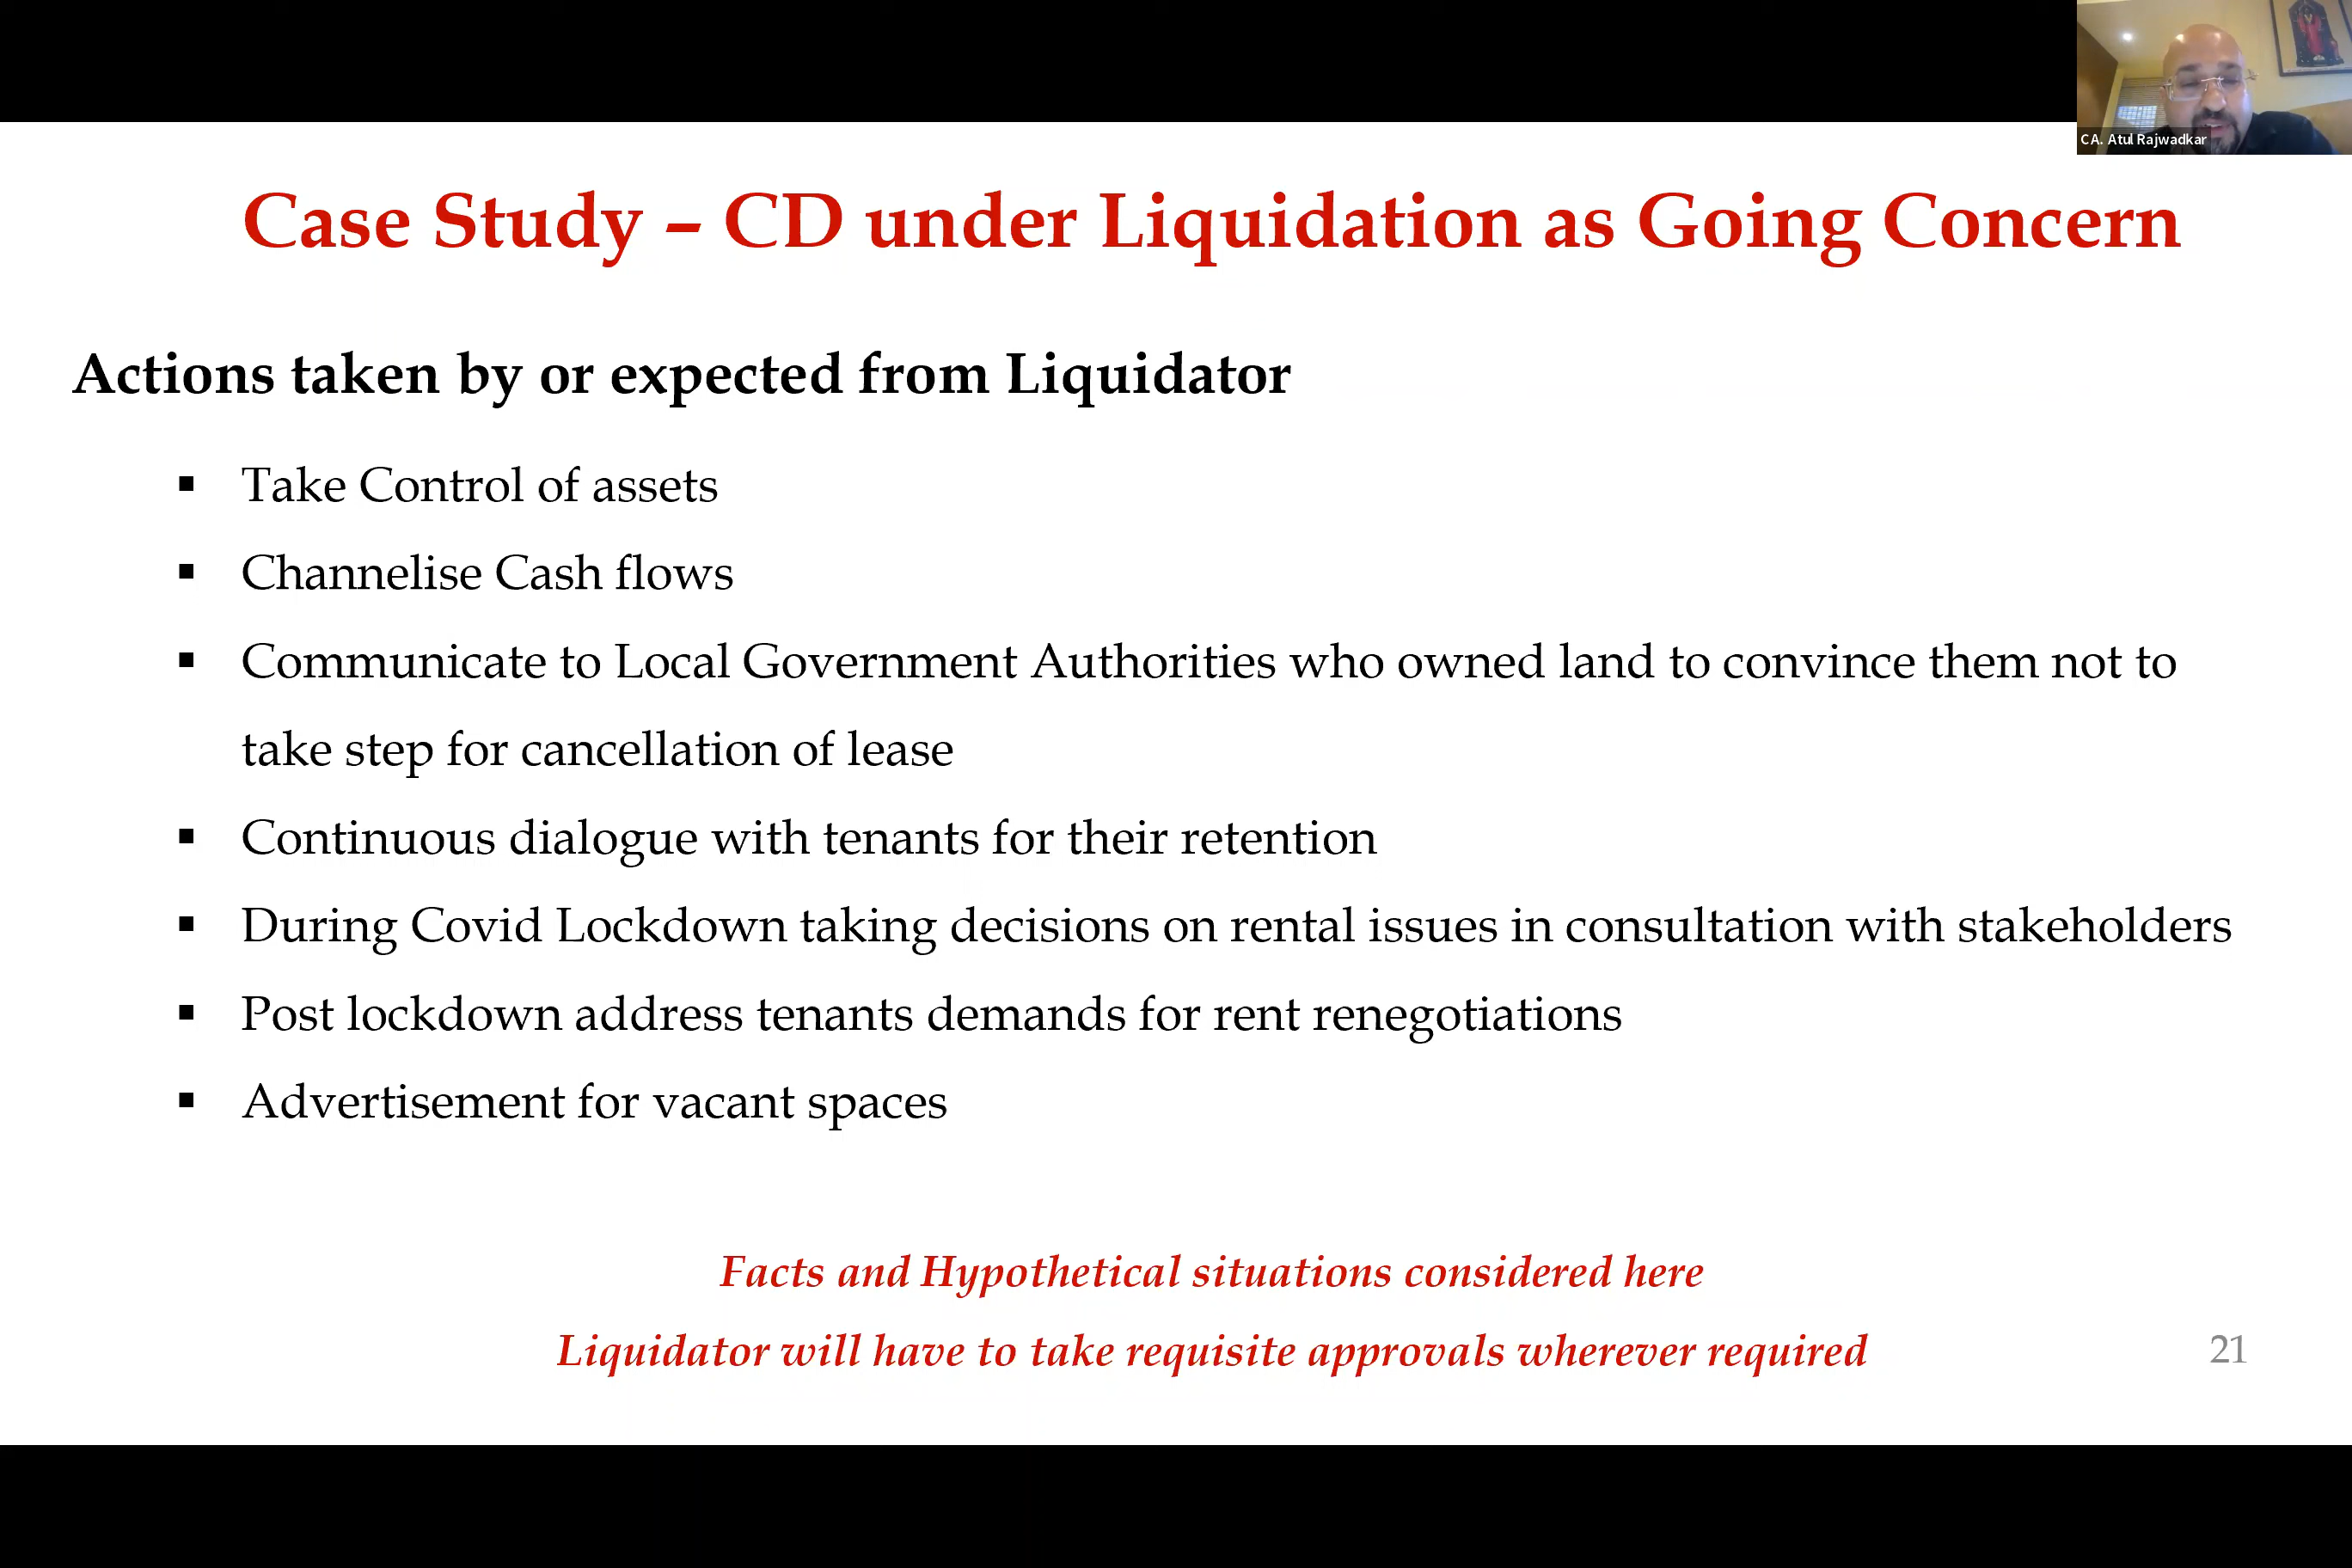 CA. Atul Rajwadkar
Case Study – CD under Liquidation as Going Concern
Actions taken by or expected from Liquidator
▪ Take Control of assets
▪ Channelise Cash flows
▪ Communicate to Local Government Authorities who owned land to convince them not to
take step for cancellation of lease
▪ Continuous dialogue with tenants for their retention
▪ During Covid Lockdown taking decisions on rental issues in consultation with stakeholders
▪ Post lockdown address tenants demands for rent renegotiations
▪ Advertisement for vacant spaces
Facts and Hypothetical situations considered here
Liquidator will have to take requisite approvals wherever required
21